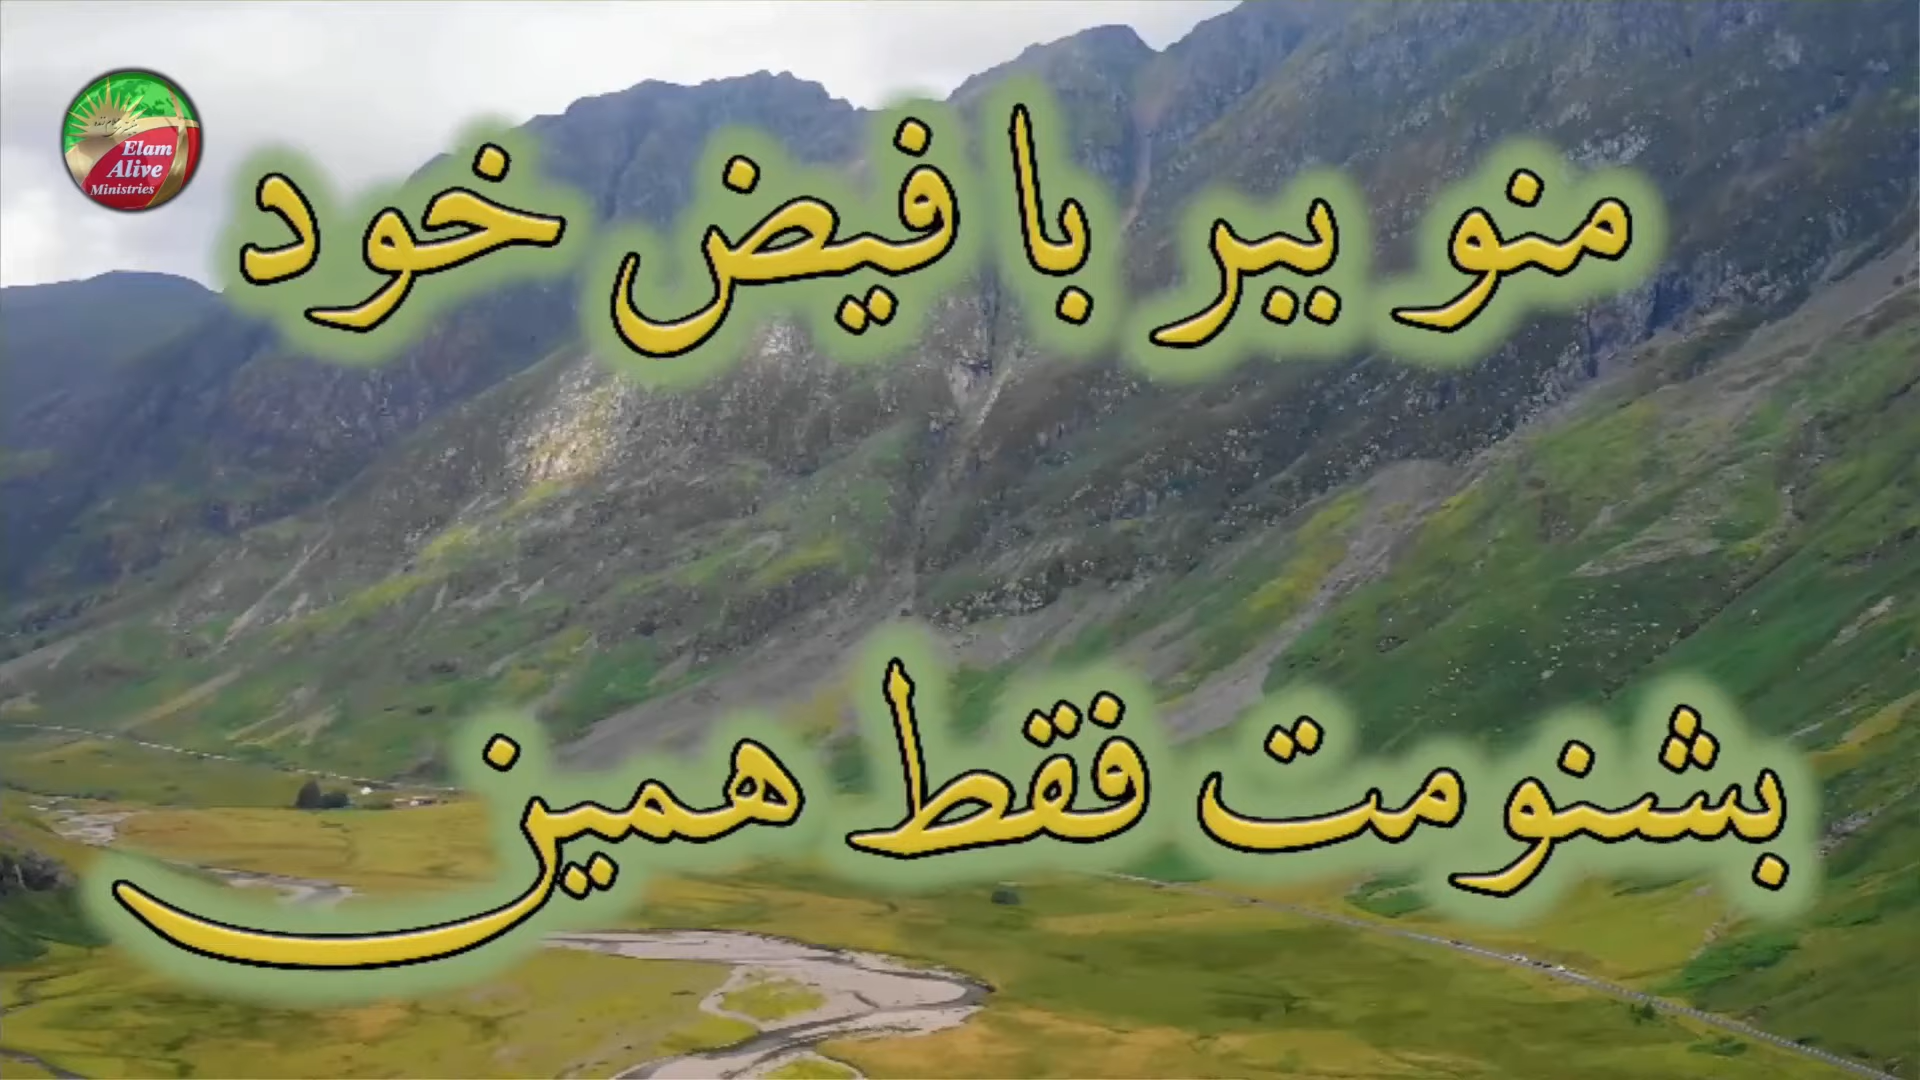 Elam
Alive
Ministries
منو ببر با فیض خود
بشنومت فقط همین